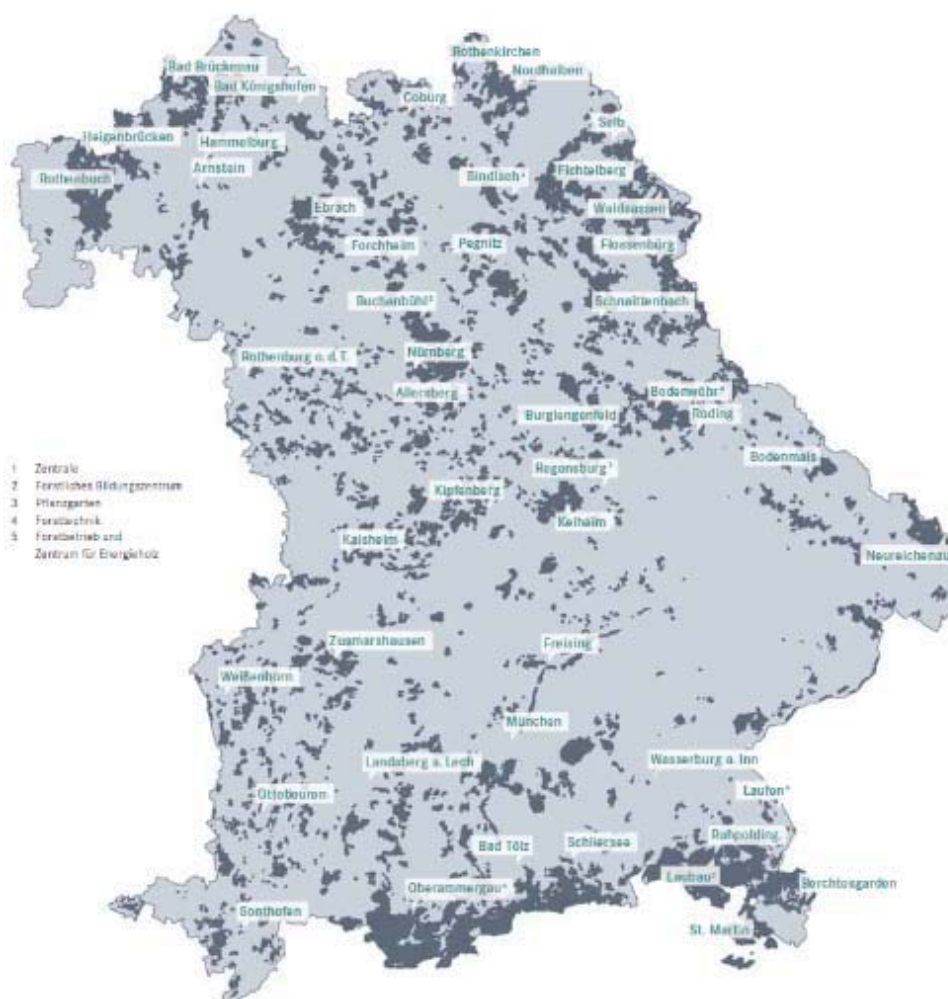 Rothenkirchen
Bad Brückenau
Nordhalben
Bad Königshofen
Coburg
Selb
Heigenbrücken
Hammelburg
Arnstein
Bindlach
Fichtelberg
Rothenbuch
Ebrach
Waldsassen
Forchheim
Pegnitz
Flossenbürg
Buchenbühl
Schnaittenbach
Nürnberg
Rothenburg o. d. T.
Allersberg
Bodenwöhr
Burglengenfeld
Roding
Bodenmais
Regensburg
1 Zentrale
2 Forstliches Bildungszentrum
3 Pflanzgarten
4 Forsttechnik
5 Forstbetrieb und
Zentrum für Energieholz
Kipfenberg
Kelheim
Kaisheim
Neureichenau
Zusmarshausen
Freising
Weißenhorn
München
Landsberg a. Lech
Wasserburg a. Inn
Ottobeuren
Laufen
Ruhpolding
Bad Tölz
Schliersee
Laubau
Berchtesgaden
Oberammergau
Sonthofen
St. Martin